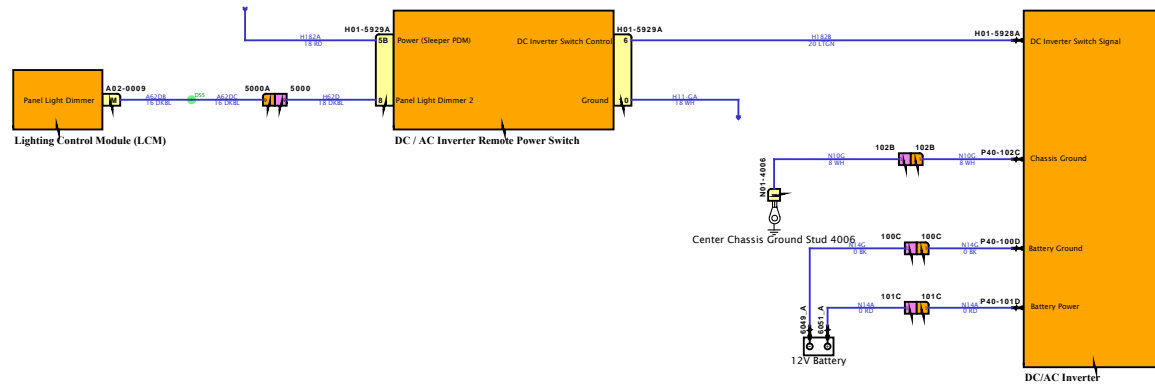 H01-5929A
H01-5929A
H01-5928A
H182A
18 RD
5B
Power (Sleeper PDM)
DC Inverter Switch Control
6
H182B
20 LTGN
DC Inverter Switch Signal
A02-0009
5000A
5000
Panel Light Dimmer
M
A62DB
16 DKBL
DS5
A62DC
16 DKBL
H62D
18 DKBL
8
Panel Light Dimmer 2
Ground
10
H11-GA
18 WH
Lighting Control Module (LCM)
DC / AC Inverter Remote Power Switch
102B
102B
P40-102C
N10G
8 WH
N10G
8 WH
Chassis Ground
N01-4006
Center Chassis Ground Stud 4006
100C
100C
P40-100D
N14G
0 BK
N14G
0 BK
Battery Ground
101C
101C
P40-101D
N14A
0 RD
N14A
0 RD
Battery Power
6049_A
6051_A
12V Battery
DC/AC Inverter